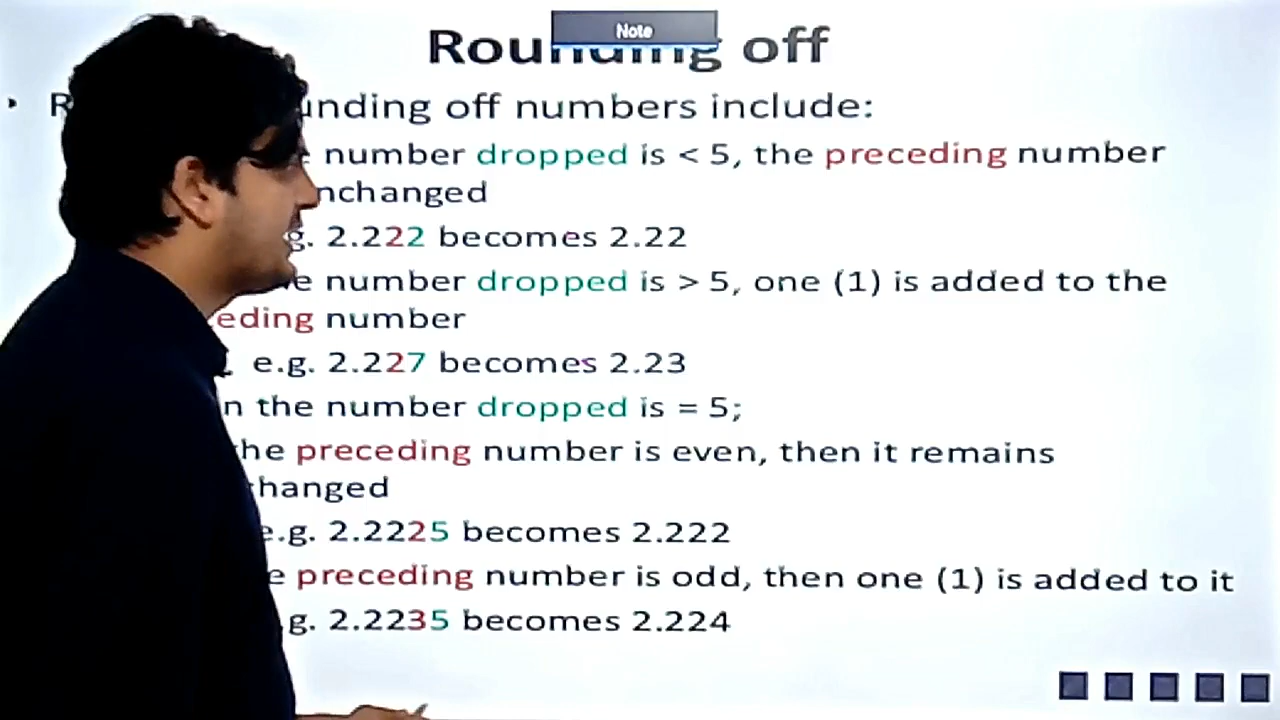 Note
Rounding off
unding off numbers include:
number dropped is < 5, the preceding number
nchanged
g. 2.222 becomes 2.22
e number dropped is > 5, one (1) is added to the
eding number
e.g. 2.227 becomes 2.23
n the number dropped is = 5;
he preceding number is even, then it remains
hanged
e.g. 2.2225 becomes 2.222
e preceding number is odd, then one (1) is added to it
.g. 2.2235 becomes 2.224